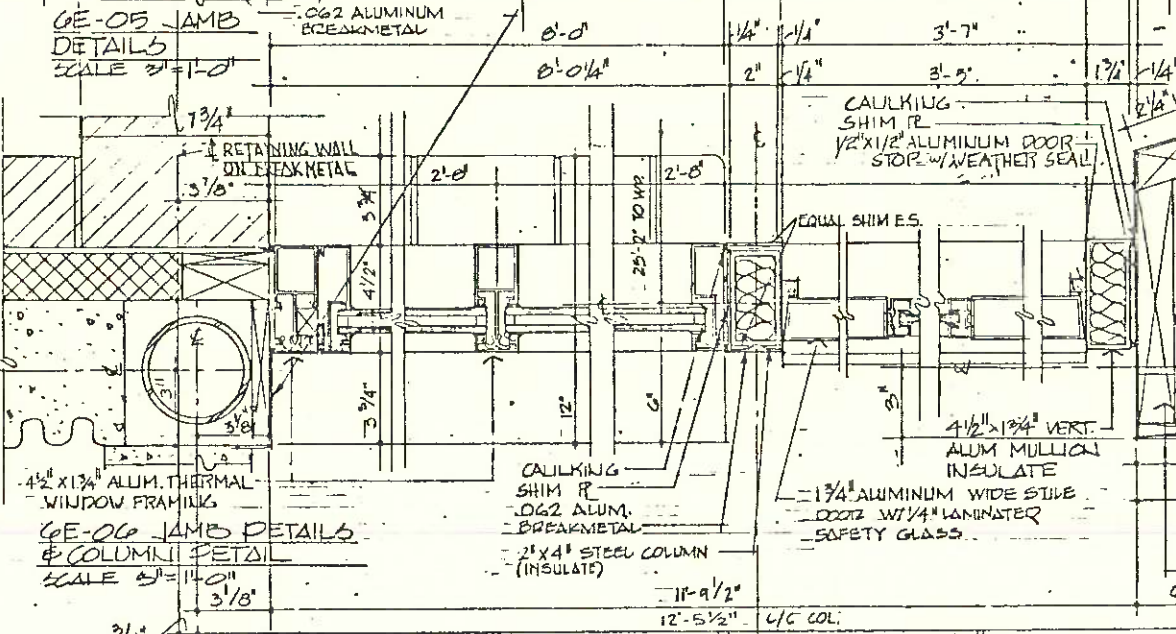 6E-05 JAMB
DETAILS
SCALE 3"=1'-0"
.062 ALUMINUM
BREAKMETAL
8'-0"
1/4"
1/4"
3'-7"
8'-0 1/4"
2"
1/4"
3'-5"
1 3/4"
1/4"
2 1/4"
7 3/4"
RETAINING WALL
ON BREAKMETAL
3 7/8"
CAULKING
SHIM PL
1/2"X1/2" ALUMINUM DOOR
STOP W/WEATHER SEAL
2'-8"
2'-8"
3 3/4"
25'-2" TO WP.
EQUAL SHIM E.S.
4 1/2"
3"
3 1/8"
3 3/4"
12"
6"
3"
4 1/2" X 1 3/4" ALUM. THERMAL
WINDOW FRAMING
6E-06 JAMB DETAILS
& COLUMN DETAIL
SCALE 3"=1'-0"
CAULKING
SHIM PL
.062 ALUM.
BREAKMETAL
2"X4" STEEL COLUMN
(INSULATE)
4 1/2"X1 3/4" VERT.
ALUM MULLION
INSULATE
1 3/4" ALUMINUM WIDE STILE
DOOR W/1/4" LAMINATED
SAFETY GLASS
3 1/8"
11'-9 1/2"
12'-5 1/2" C/C COL.